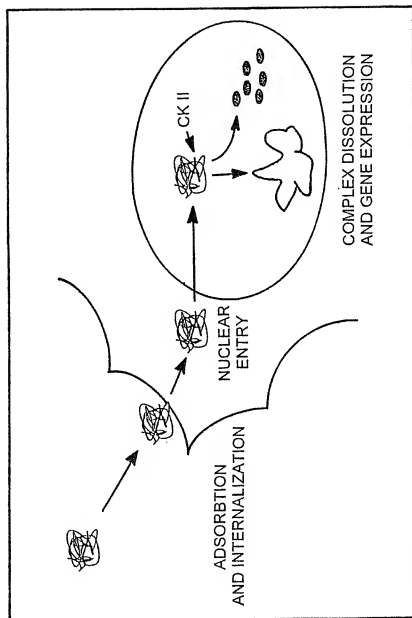 ADSORBTION
AND INTERNALIZATION
NUCLEAR
ENTRY
CK II
COMPLEX DISSOLUTION
AND GENE EXPRESSION